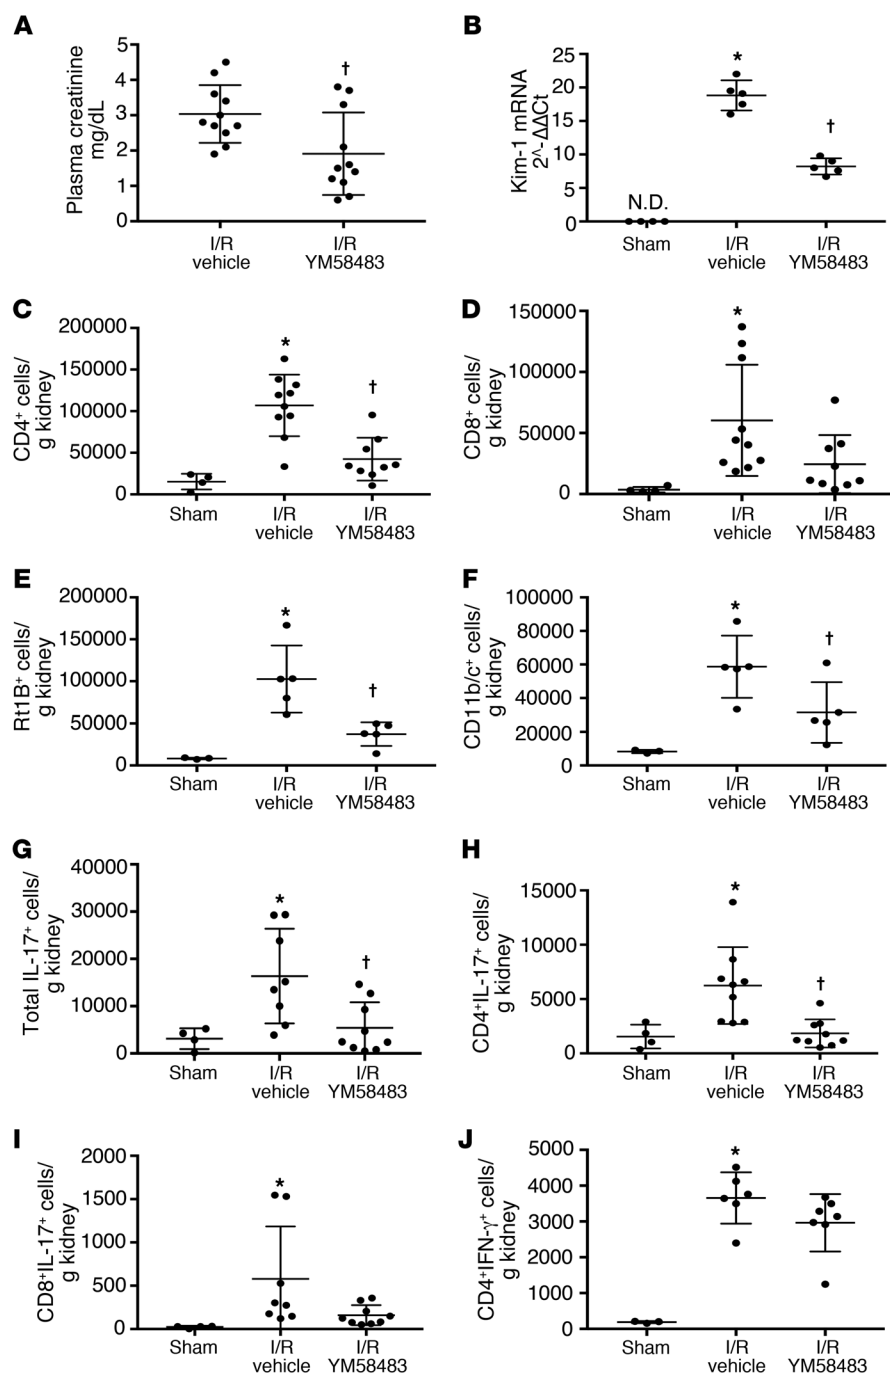 A
Plasma creatinine
mg/dL
5
4
3
2
1
0
†
I/R
vehicle
I/R
YM58483
B
Kim-1 mRNA
2^-ΔΔCt
25
20
15
10
5
0
N.D.
*
†
Sham
I/R
vehicle
I/R
YM58483
C
CD4+ cells/
g kidney
200000
150000
100000
50000
0
*
†
Sham
I/R
vehicle
I/R
YM58483
D
CD8+ cells/
g kidney
150000
100000
50000
0
*
Sham
I/R
vehicle
I/R
YM58483
E
Rt1B+ cells/
g kidney
200000
150000
100000
50000
0
*
†
Sham
I/R
vehicle
I/R
YM58483
F
CD11b/c+ cells/
g kidney
100000
80000
60000
40000
20000
0
*
†
Sham
I/R
vehicle
I/R
YM58483
G
Total IL-17+ cells/
g kidney
40000
30000
20000
10000
0
*
†
Sham
I/R
vehicle
I/R
YM58483
H
CD4+IL-17+ cells/
g kidney
15000
10000
5000
0
*
†
Sham
I/R
vehicle
I/R
YM58483
I
CD8+IL-17+ cells/
g kidney
2000
1500
1000
500
0
*
Sham
I/R
vehicle
I/R
YM58483
J
CD4+IFN-γ+ cells/
g kidney
5000
4000
3000
2000
1000
0
*
Sham
I/R
vehicle
I/R
YM58483